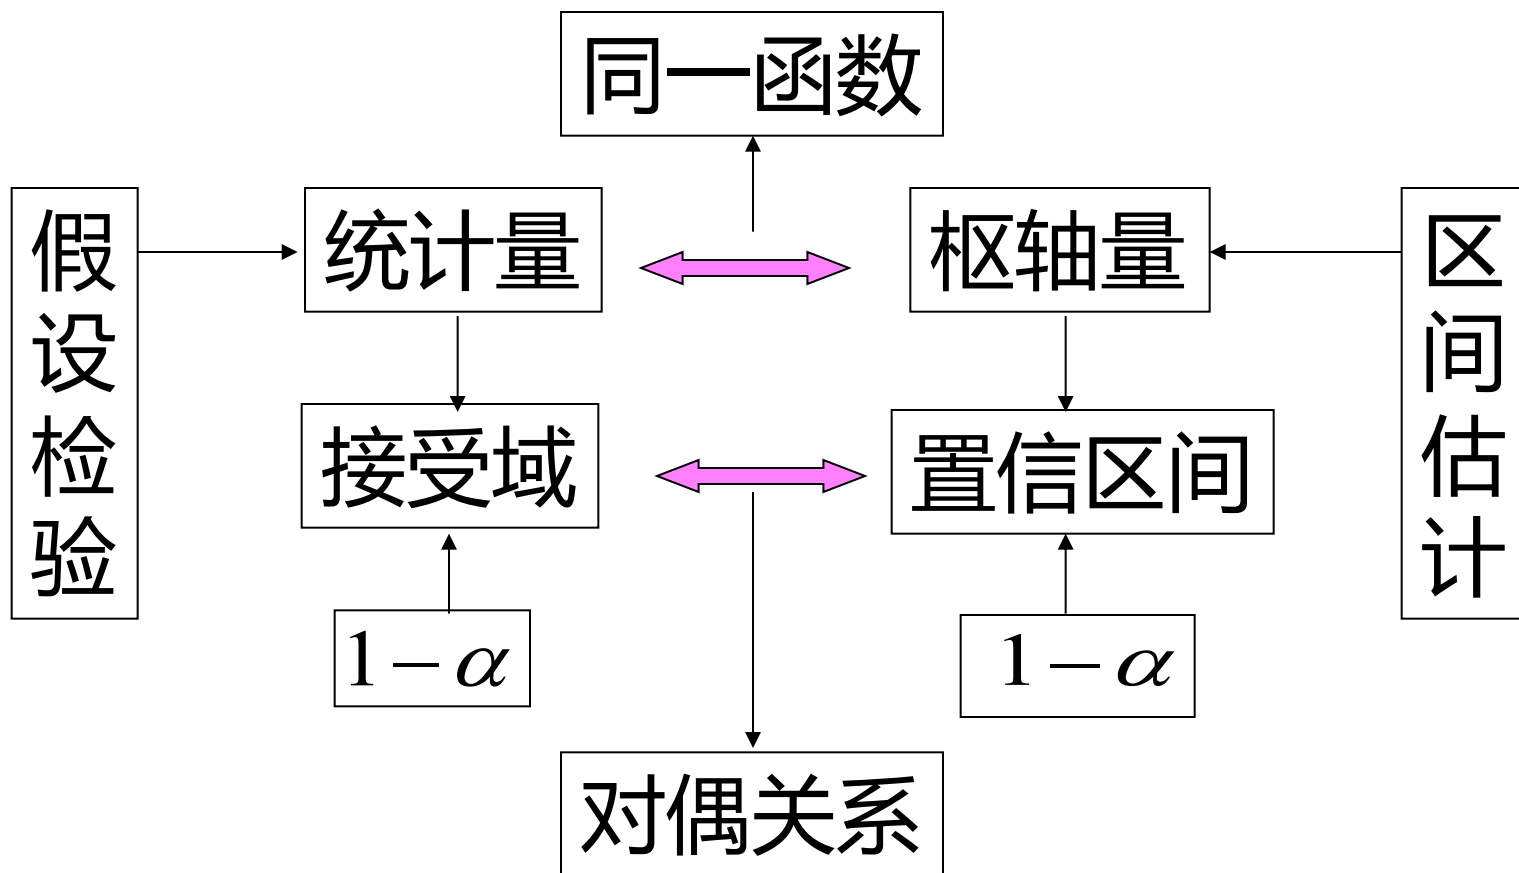 同一函数
假设检验
统计量
枢轴量
区间估计
接受域
置信区间
1－α
1－α
对偶关系